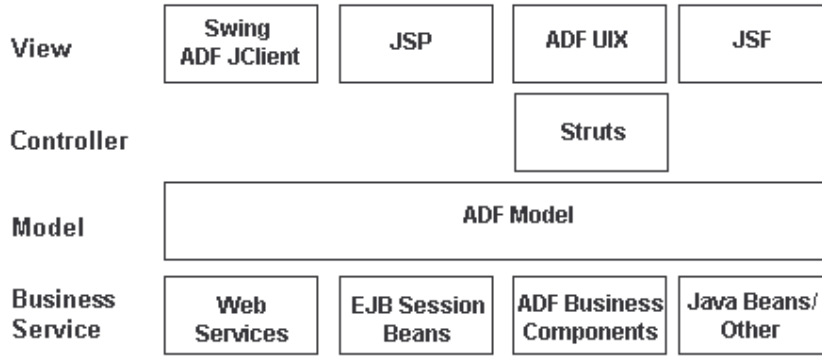 View
Swing
ADF JClient
JSP
ADF UIX
JSF
Controller
Struts
Model
ADF Model
Business
Service
Web
Services
EJB Session
Beans
ADF Business
Components
Java Beans/
Other